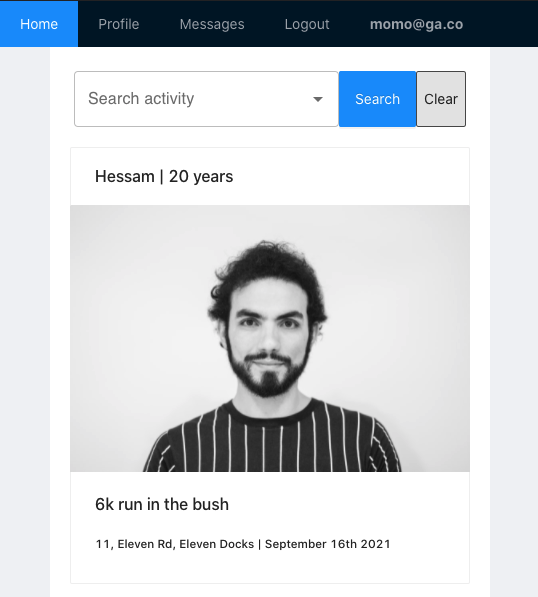 Home Profile Messages Logout momo@ga.co
Search activity Search Clear
Hessam | 20 years
6k run in the bush
11, Eleven Rd, Eleven Docks | September 16th 2021